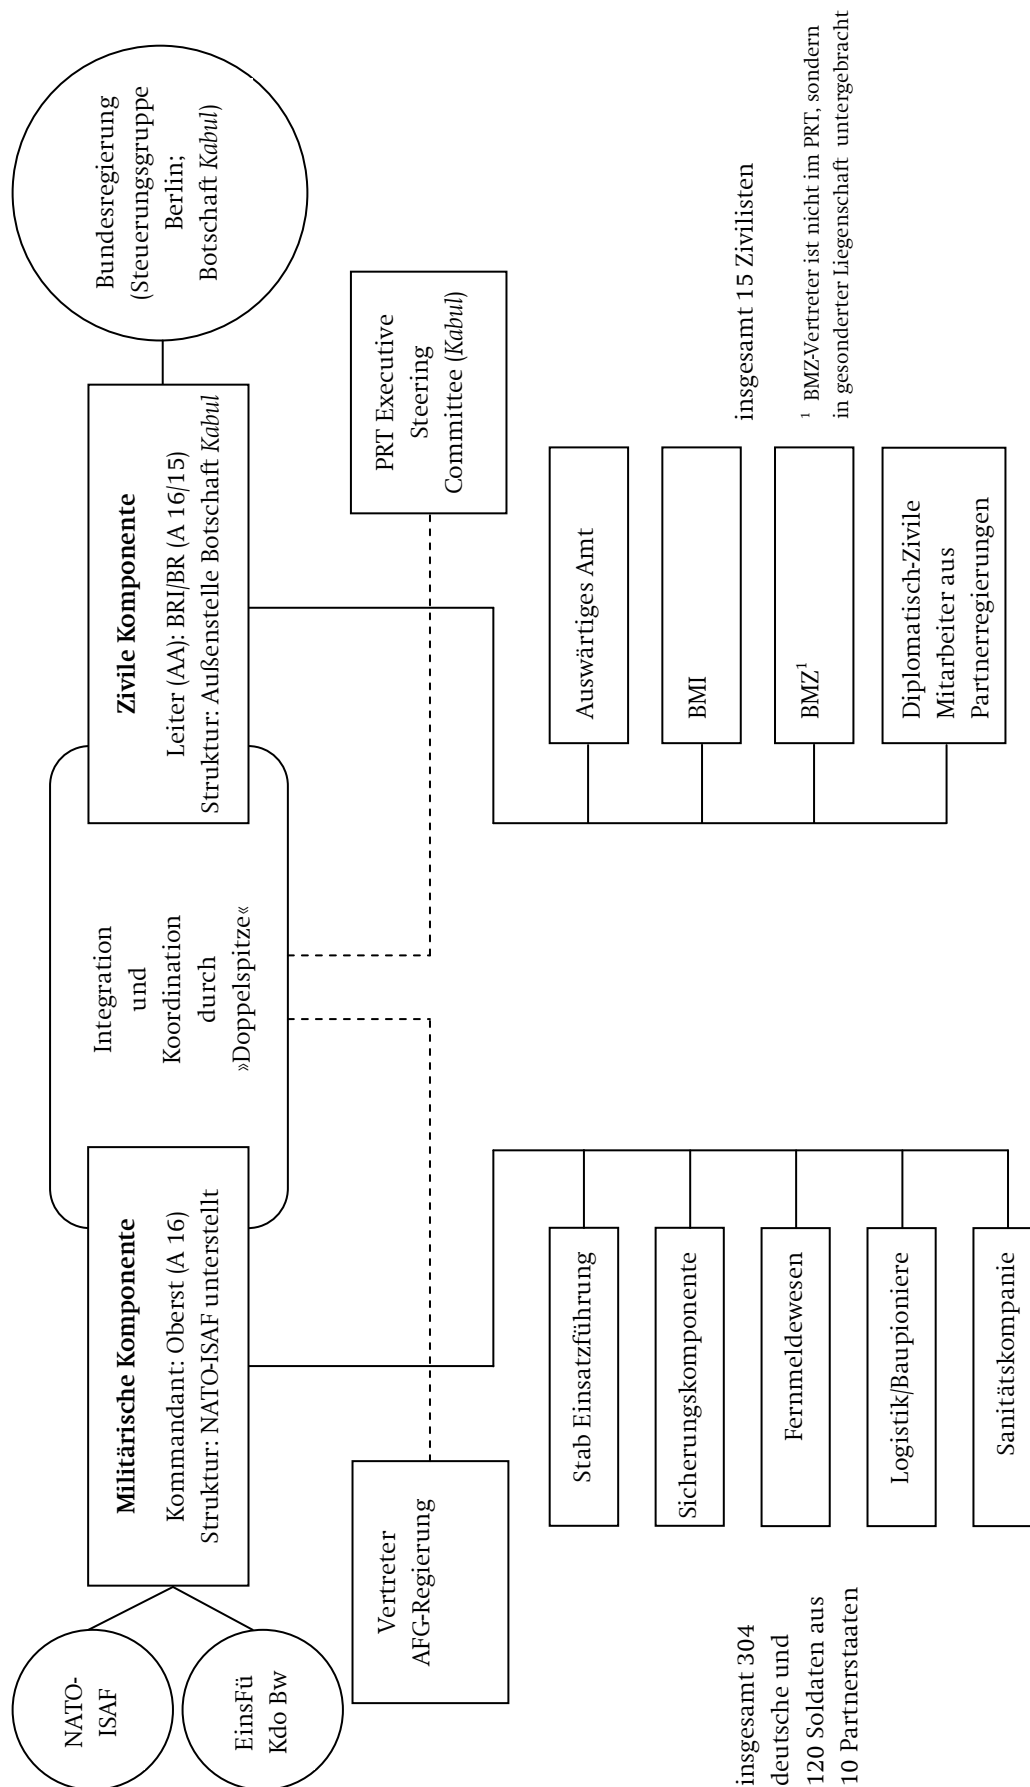 NATO-
ISAF
EinsFü
Kdo Bw
Militärische Komponente
Kommandant: Oberst (A 16)
Struktur: NATO-ISAF unterstellt
Integration
und
Koordination
durch
»Doppelspitze«
Zivile Komponente
Leiter (AA): BRI/BR (A 16/15)
Struktur: Außenstelle Botschaft Kabul
Bundesregierung
(Steuerungsgruppe
Berlin;
Botschaft Kabul)
Vertreter
AFG-Regierung
PRT Executive
Steering
Committee (Kabul)
Stab Einsatzführung
Sicherungskomponente
Fernmeldewesen
Logistik/Baupioniere
Sanitätskompanie
insgesamt 304
deutsche und
120 Soldaten aus
10 Partnerstaaten
Auswärtiges Amt
BMI
BMZ¹
Diplomatisch-Zivile
Mitarbeiter aus
Partnerregierungen
insgesamt 15 Zivilisten
¹ BMZ-Vertreter ist nicht im PRT, sondern
in gesonderter Liegenschaft untergebracht